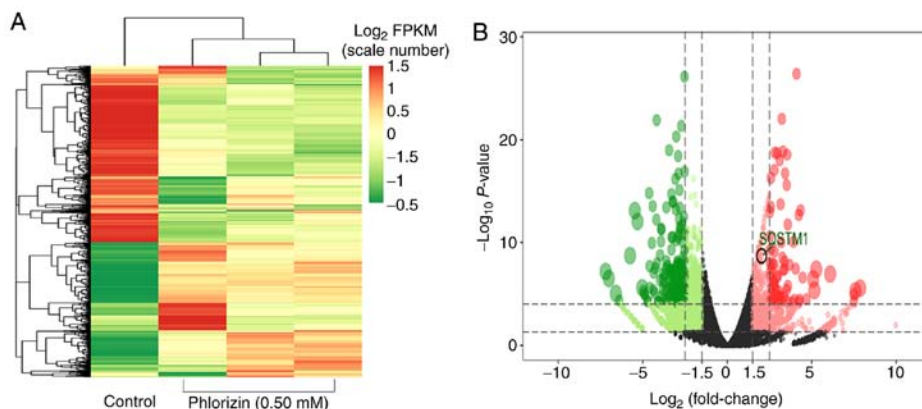 A
Log₂ FPKM
(scale number)
1.5
1
0.5
0
−1.5
−1
−0.5
Control
Phlorizin (0.50 mM)
B
30
20
10
0
−Log₁₀ P-value
SQSTM1
−10
−5
−1.5
0
1.5
5
10
Log₂ (fold-change)